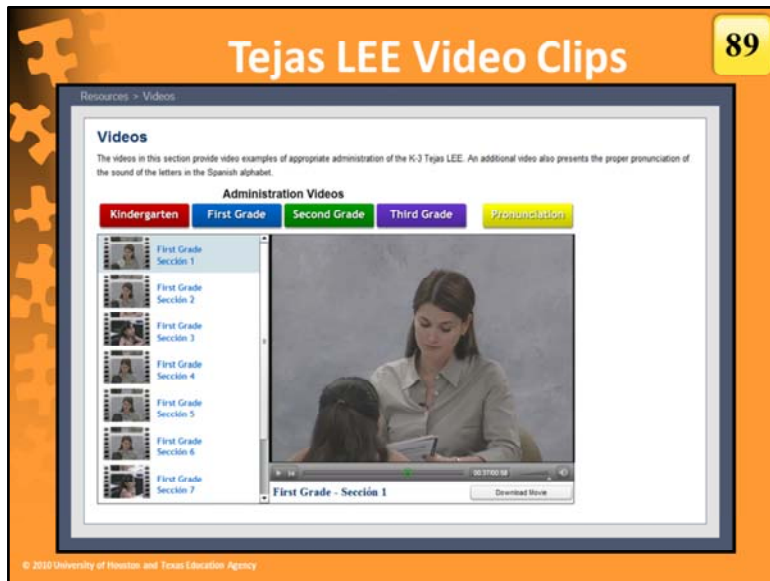 Tejas LEE Video Clips
89
Resources > Videos
Videos
The videos in this section provide video examples of appropriate administration of the K-3 Tejas LEE. An additional video also presents the proper pronunciation of
the sound of the letters in the Spanish alphabet.
Administration Videos
Kindergarten First Grade Second Grade Third Grade Pronunciation
First Grade
Sección 1
First Grade
Sección 2
First Grade
Sección 3
First Grade
Sección 4
First Grade
Sección 5
First Grade
Sección 6
First Grade
Sección 7
00:37/00:58
First Grade - Sección 1
Download Movie
© 2010 University of Houston and Texas Education Agency